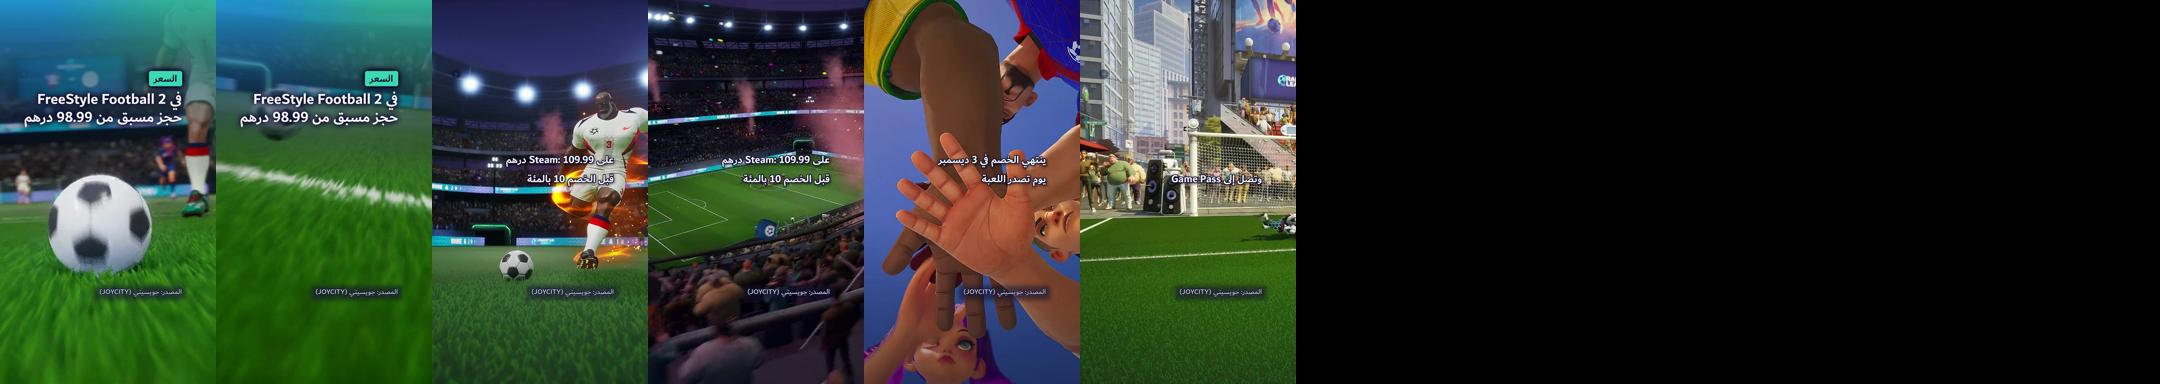 السعر
في FreeStyle Football 2
حجز مسبق من 98.99 درهم
المصدر: جويسيتي (JOYCITY)
السعر
في FreeStyle Football 2
حجز مسبق من 98.99 درهم
المصدر: جويسيتي (JOYCITY)
على Steam: 109.99 درهم
قبل الخصم 10 بالمئة
المصدر: جويسيتي (JOYCITY)
على Steam: 109.99 درهم
قبل الخصم 10 بالمئة
المصدر: جويسيتي (JOYCITY)
ينتهي الخصم في 3 ديسمبر
يوم تصدر اللعبة
المصدر: جويسيتي (JOYCITY)
وتصل إلى Game Pass
المصدر: جويسيتي (JOYCITY)